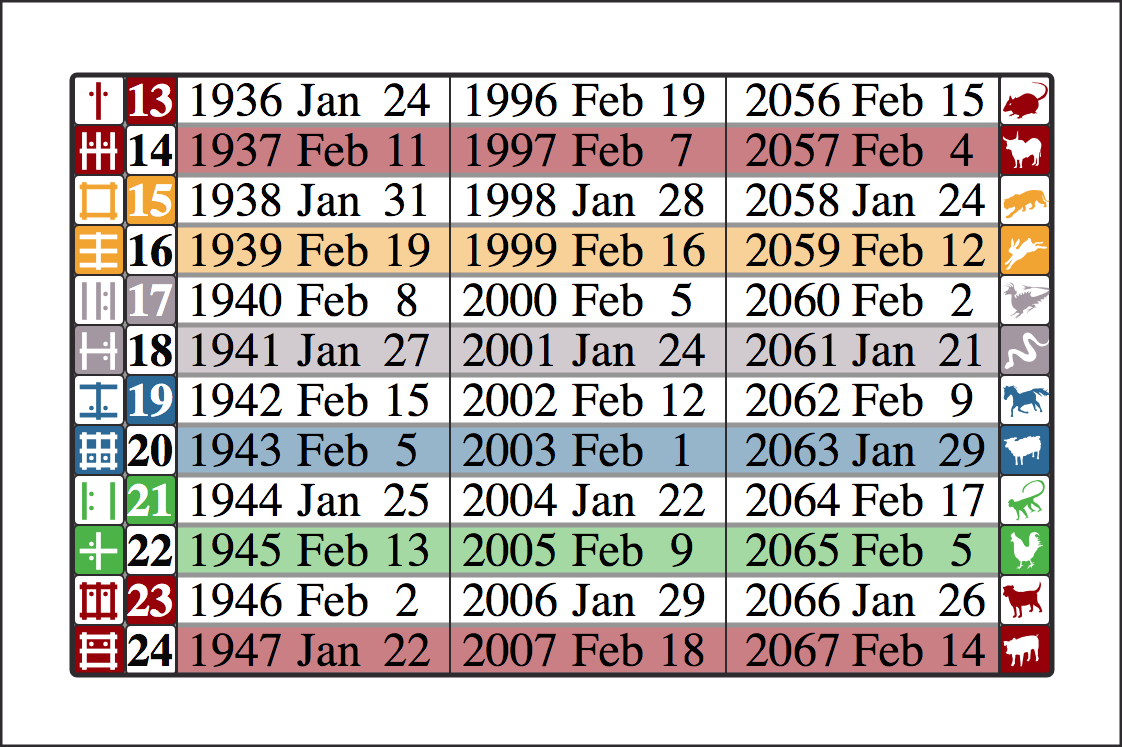 13 1936 Jan 24 1996 Feb 19 2056 Feb 15
14 1937 Feb 11 1997 Feb 7 2057 Feb 4
15 1938 Jan 31 1998 Jan 28 2058 Jan 24
16 1939 Feb 19 1999 Feb 16 2059 Feb 12
17 1940 Feb 8 2000 Feb 5 2060 Feb 2
18 1941 Jan 27 2001 Jan 24 2061 Jan 21
19 1942 Feb 15 2002 Feb 12 2062 Feb 9
20 1943 Feb 5 2003 Feb 1 2063 Jan 29
21 1944 Jan 25 2004 Jan 22 2064 Feb 17
22 1945 Feb 13 2005 Feb 9 2065 Feb 5
23 1946 Feb 2 2006 Jan 29 2066 Jan 26
24 1947 Jan 22 2007 Feb 18 2067 Feb 14